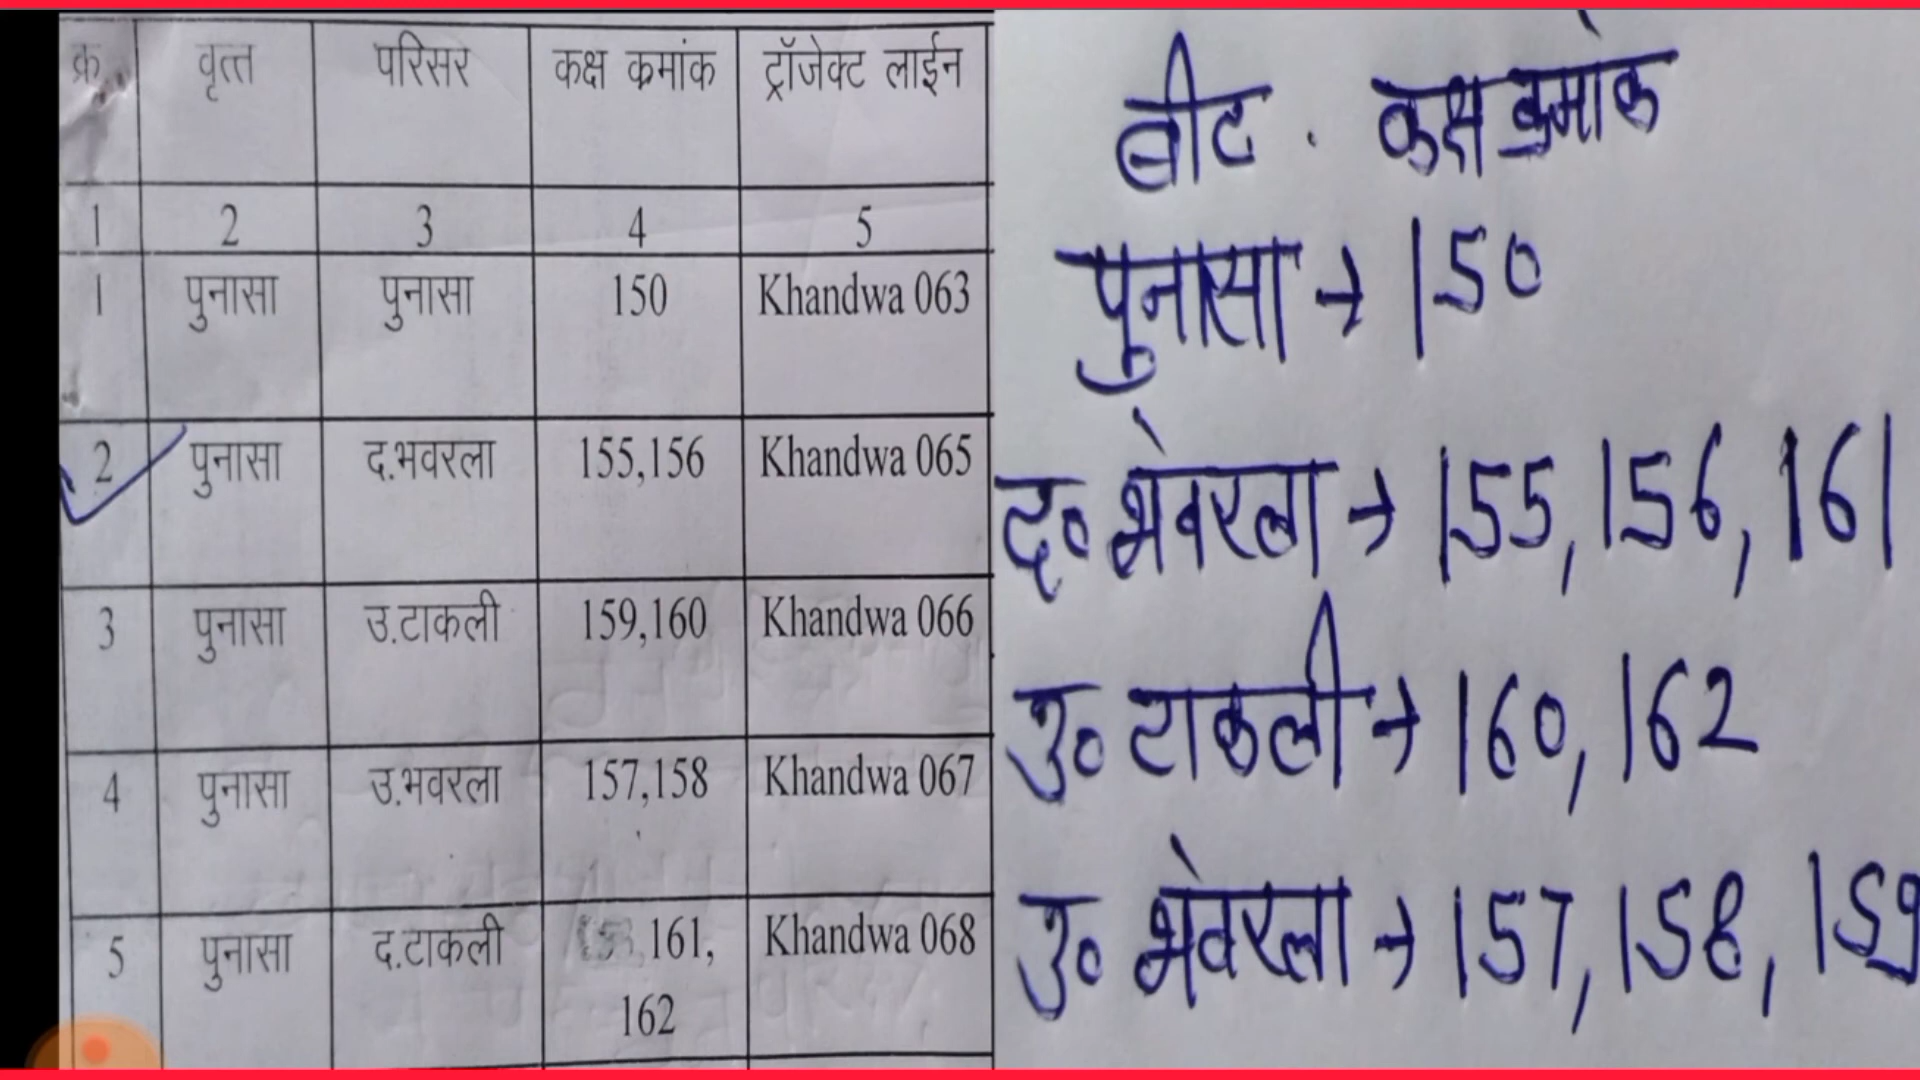 क्र. वृत्त परिसर कक्ष क्रमांक ट्रॉजेक्ट लाईन
1 2 3 4 5
1 पुनासा पुनासा 150 Khandwa 063
2 पुनासा द.भवरला 155,156 Khandwa 065
3 पुनासा उ.टाकली 159,160 Khandwa 066
4 पुनासा उ.भवरला 157,158 Khandwa 067
5 पुनासा द.टाकली 161, Khandwa 068
162
बीट . कक्ष क्रमांक
पुनासा → 150
द० भंवरला → 155, 156, 161
उ० टाकली → 160, 162
उ० भंवरला → 157, 158, 159